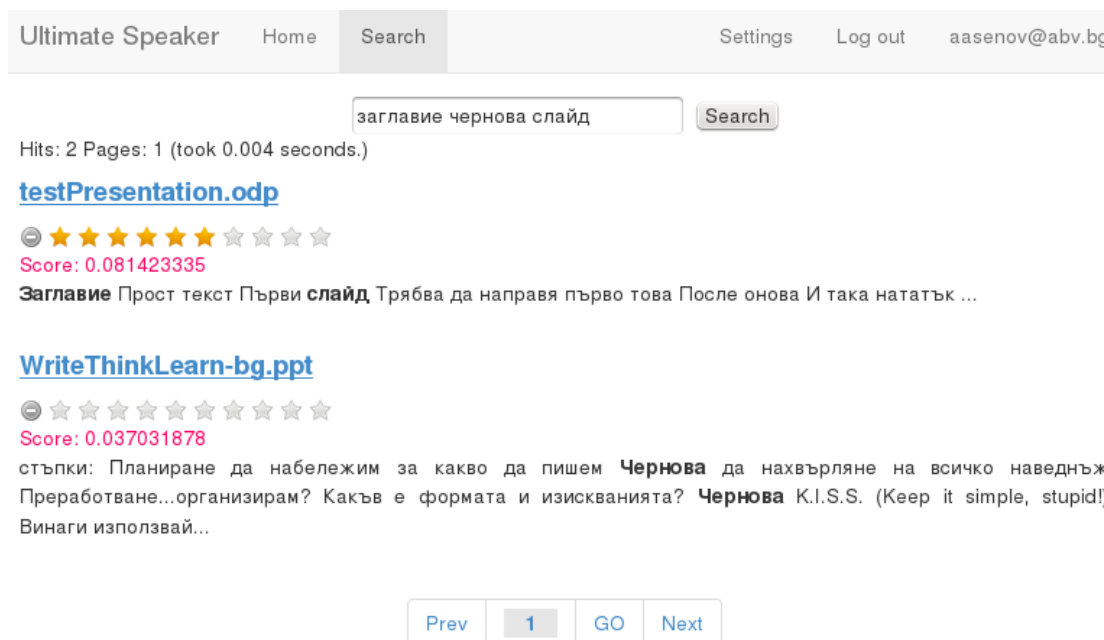 Ultimate Speaker Home Search Settings Log out aasenov@abv.bg
заглавие чернова слайд Search
Hits: 2 Pages: 1 (took 0.004 seconds.)
testPresentation.odp
Score: 0.081423335
Заглавие Прост текст Първи слайд Трябва да направя първо това После онова И така нататък ...
WriteThinkLearn-bg.ppt
Score: 0.037031878
стъпки: Планиране да набележим за какво да пишем Чернова да нахвърляне на всичко наведнъж
Преработване...организирам? Какъв е формата и изискванията? Чернова K.I.S.S. (Keep it simple, stupid!)
Винаги използвай...
Prev 1 GO Next